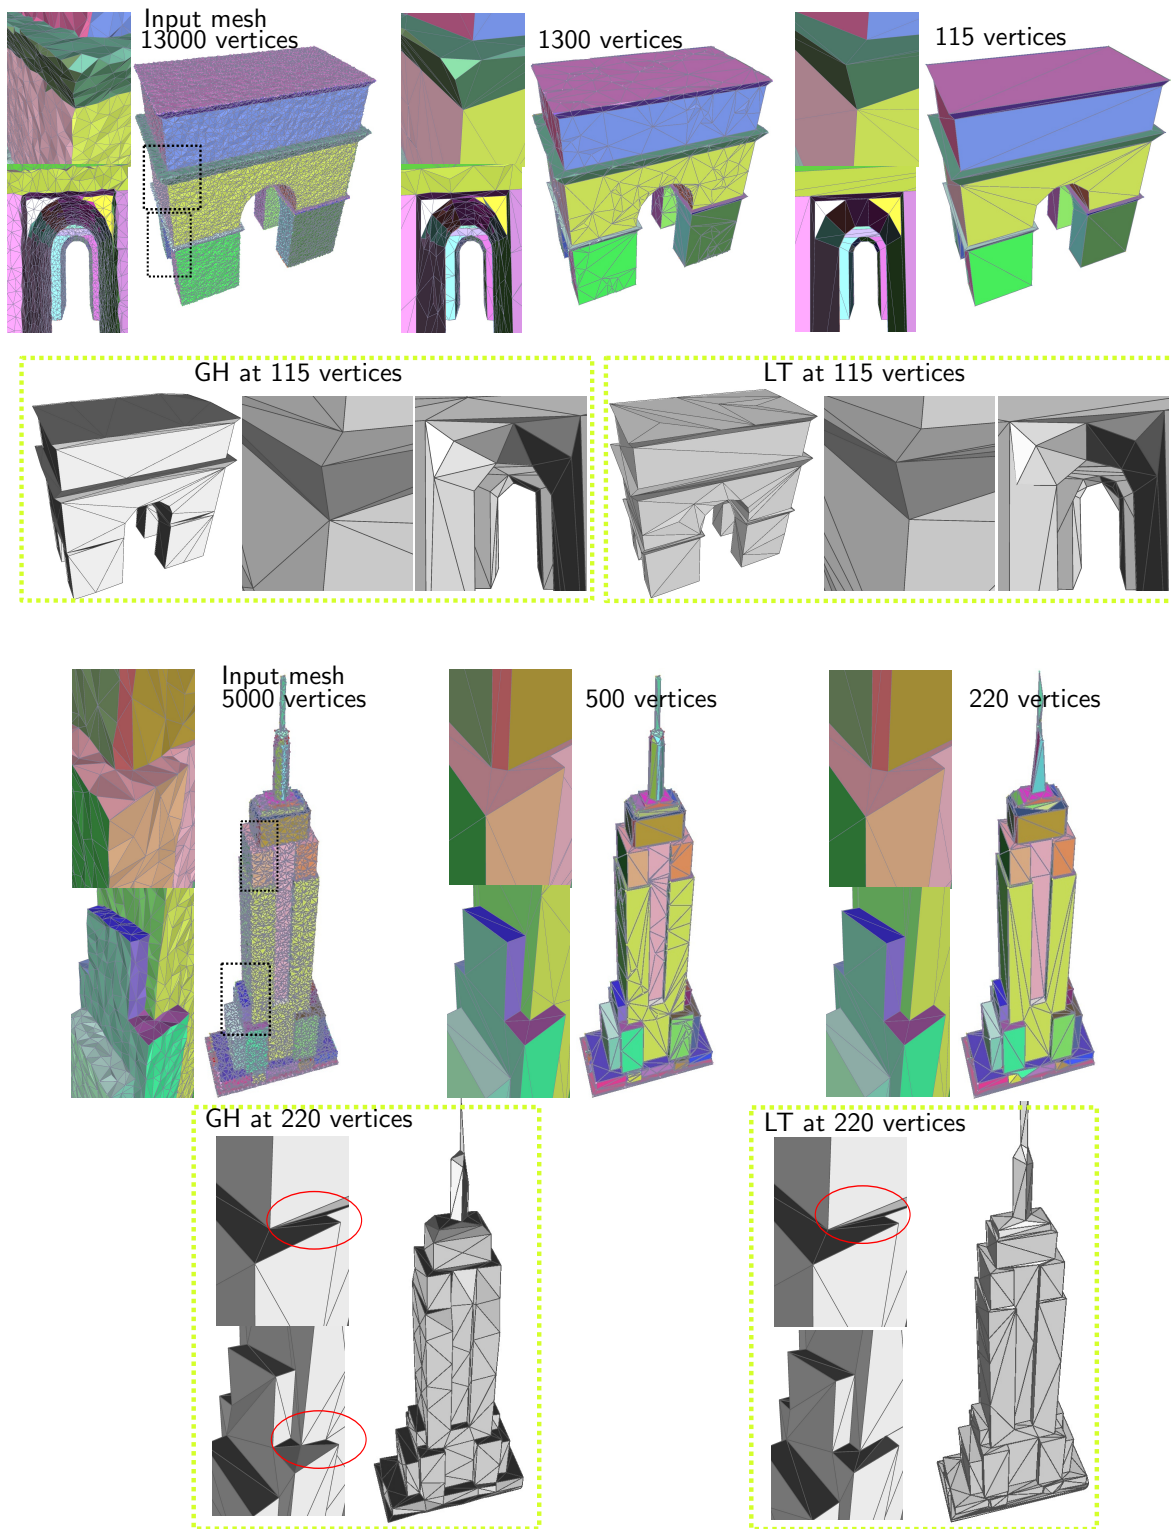 Input mesh
13000 vertices
1300 vertices
115 vertices
GH at 115 vertices
LT at 115 vertices
Input mesh
5000 vertices
500 vertices
220 vertices
GH at 220 vertices
LT at 220 vertices